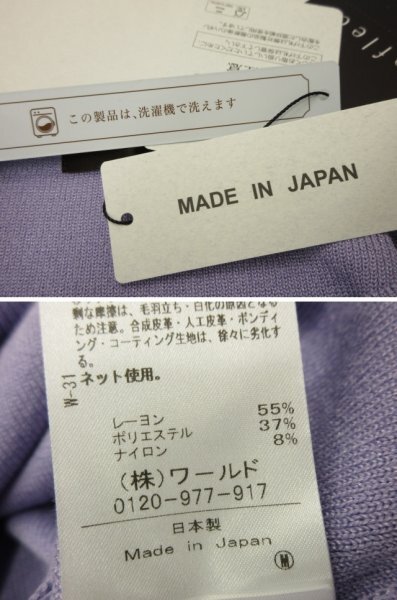 flec
この製品は、洗濯機で洗えます
MADE IN JAPAN
剰な摩擦は、毛羽立ち・白化の原因となる
ため注意。合成皮革・人工皮革・ボンディ
ング・コーティング生地は、徐々に劣化す
る。
ネット使用。
W-31
レーヨン 55%
ポリエステル 37%
ナイロン 8%
(株)ワールド
0120-977-917
日本製
Made in Japan
M